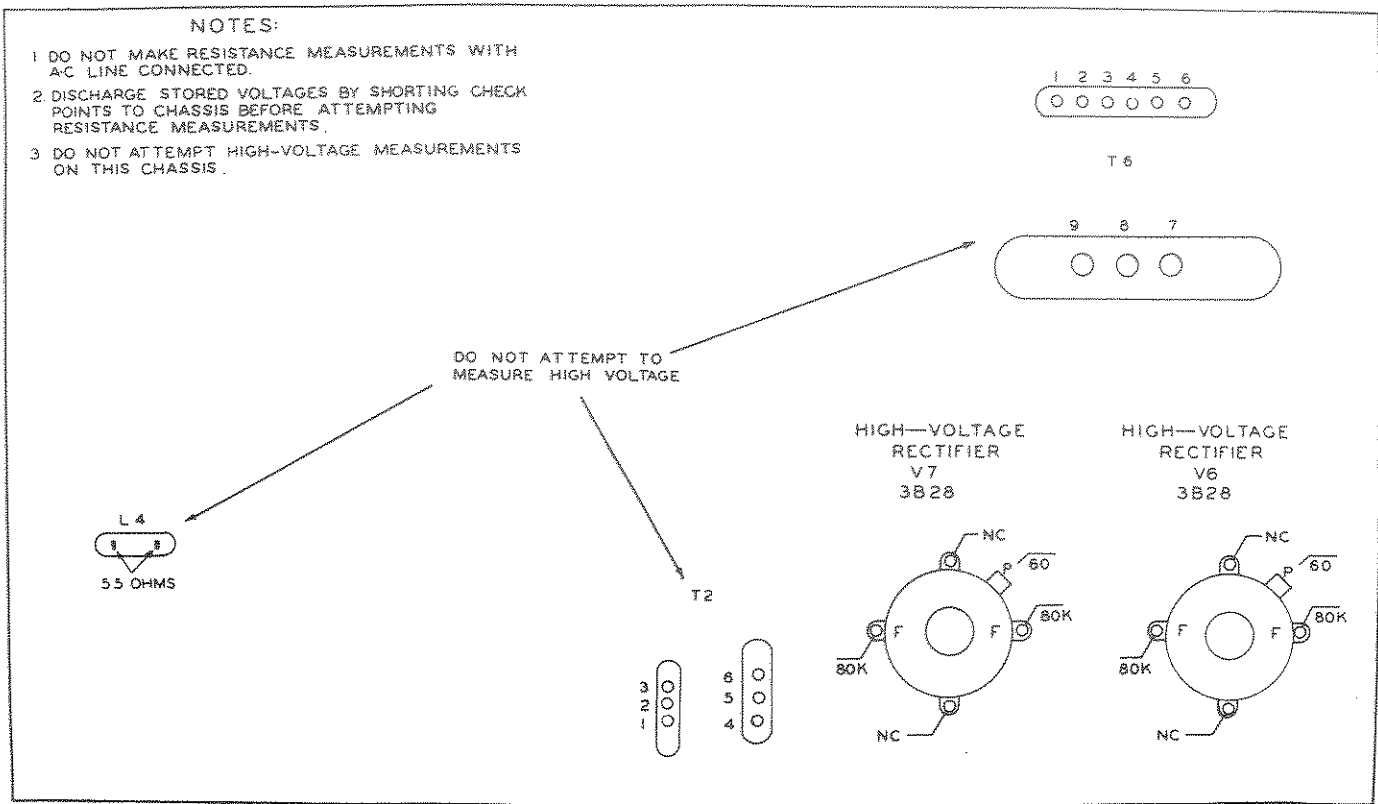 NOTES:
1 DO NOT MAKE RESISTANCE MEASUREMENTS WITH
A-C LINE CONNECTED.
2. DISCHARGE STORED VOLTAGES BY SHORTING CHECK
POINTS TO CHASSIS BEFORE ATTEMPTING
RESISTANCE MEASUREMENTS.
3 DO NOT ATTEMPT HIGH-VOLTAGE MEASUREMENTS
ON THIS CHASSIS.
1 2 3 4 5 6
T 6
9 8 7
DO NOT ATTEMPT TO
MEASURE HIGH VOLTAGE
L 4
55 OHMS
T2
3
2
1
6
5
4
HIGH—VOLTAGE
RECTIFIER
V7
3B28
NC
P 60
F F
80K
80K
NC
HIGH—VOLTAGE
RECTIFIER
V6
3B28
NC
P 60
F F
80K
80K
NC